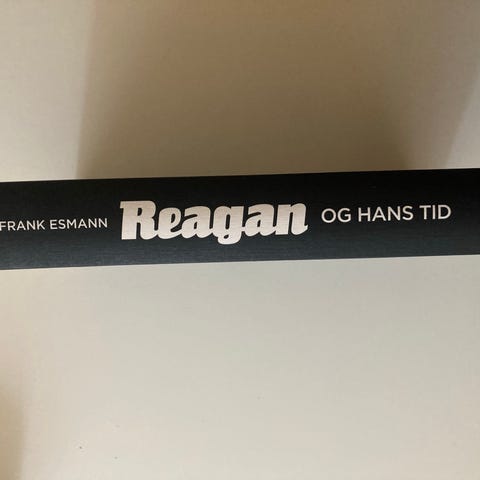 FRANK ESMANN Reagan OG HANS TID